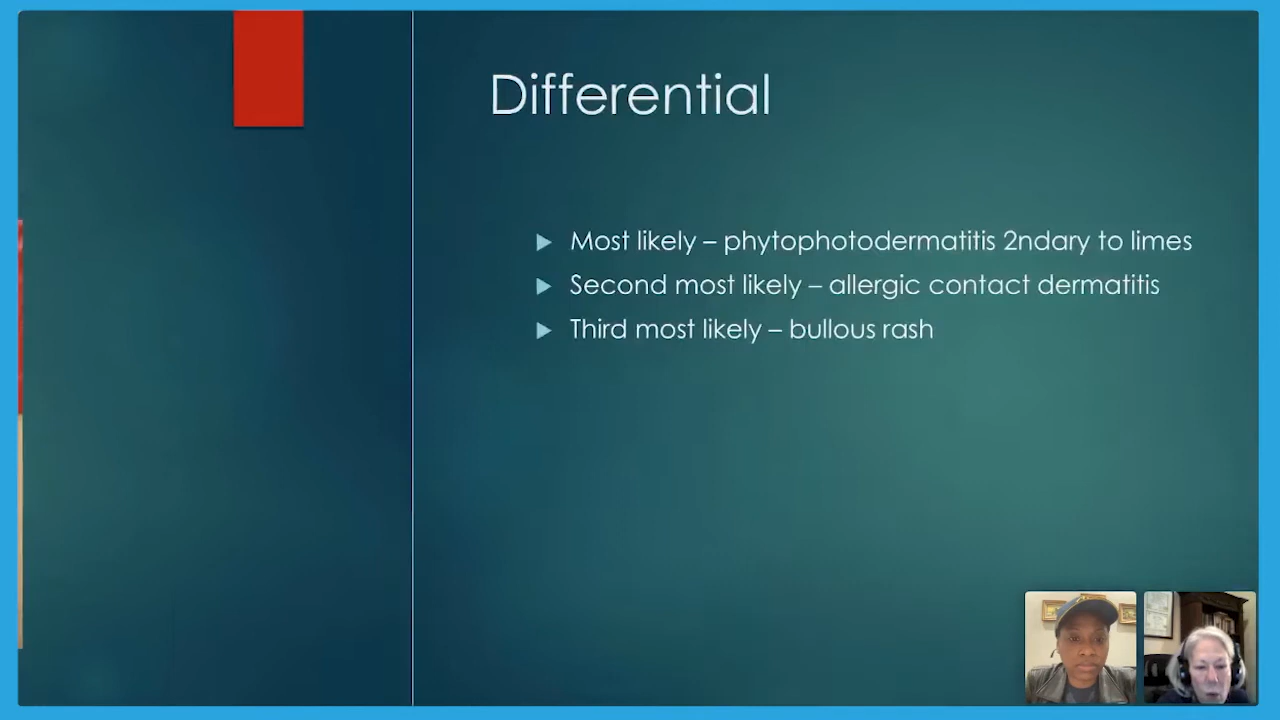 Differential
Most likely – phytophotodermatitis 2ndary to limes
Second most likely – allergic contact dermatitis
Third most likely – bullous rash